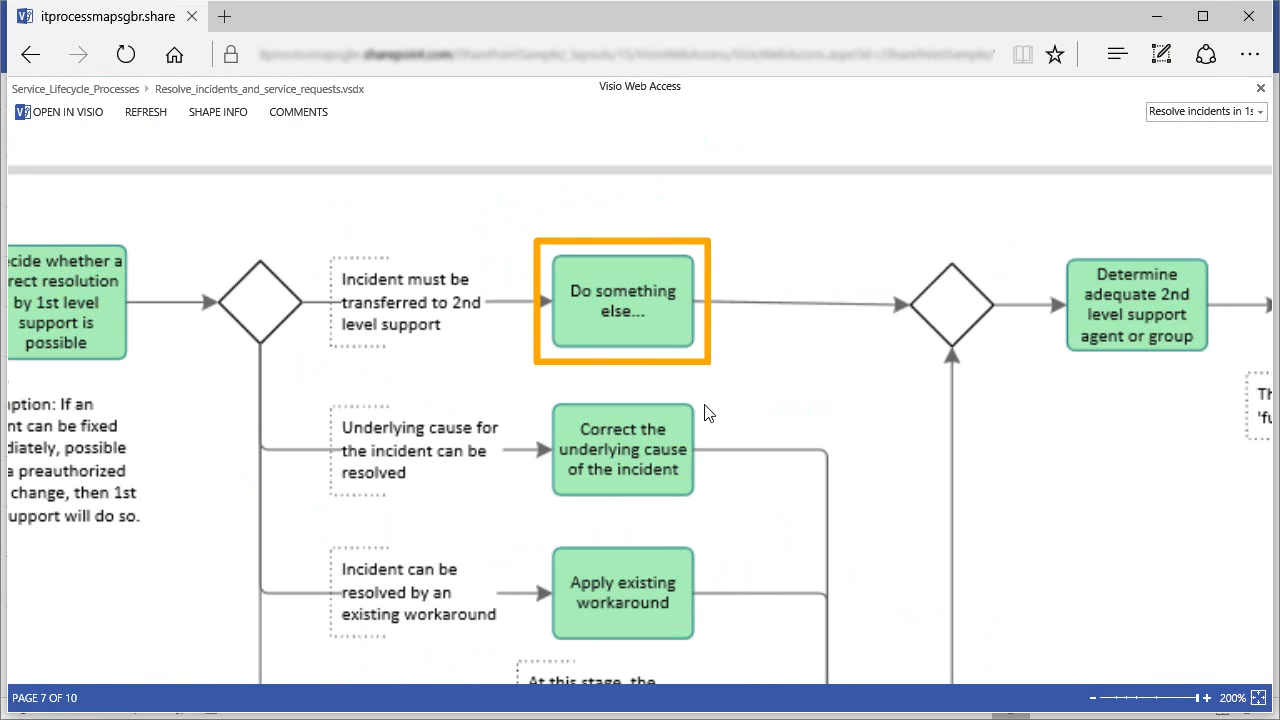 itprocessmapsgbr.share
Visio Web Access
Service_Lifecycle_Processes
Resolve_incidents_and_service_requests.vsdx
OPEN IN VISIO
REFRESH
SHAPE INFO
COMMENTS
Resolve incidents in 1s
cide whether a
rect resolution
by 1st level
support is
possible
Incident must be
transferred to 2nd
level support
Do something
else...
Determine
adequate 2nd
level support
agent or group
Th
'fu
ption: If an
nt can be fixed
diately, possible
a preauthorized
change, then 1st
upport will do so.
Underlying cause for
the incident can be
resolved
Correct the
underlying cause
of the incident
Incident can be
resolved by an
existing workaround
Apply existing
workaround
At this stage, the
PAGE 7 OF 10
200%